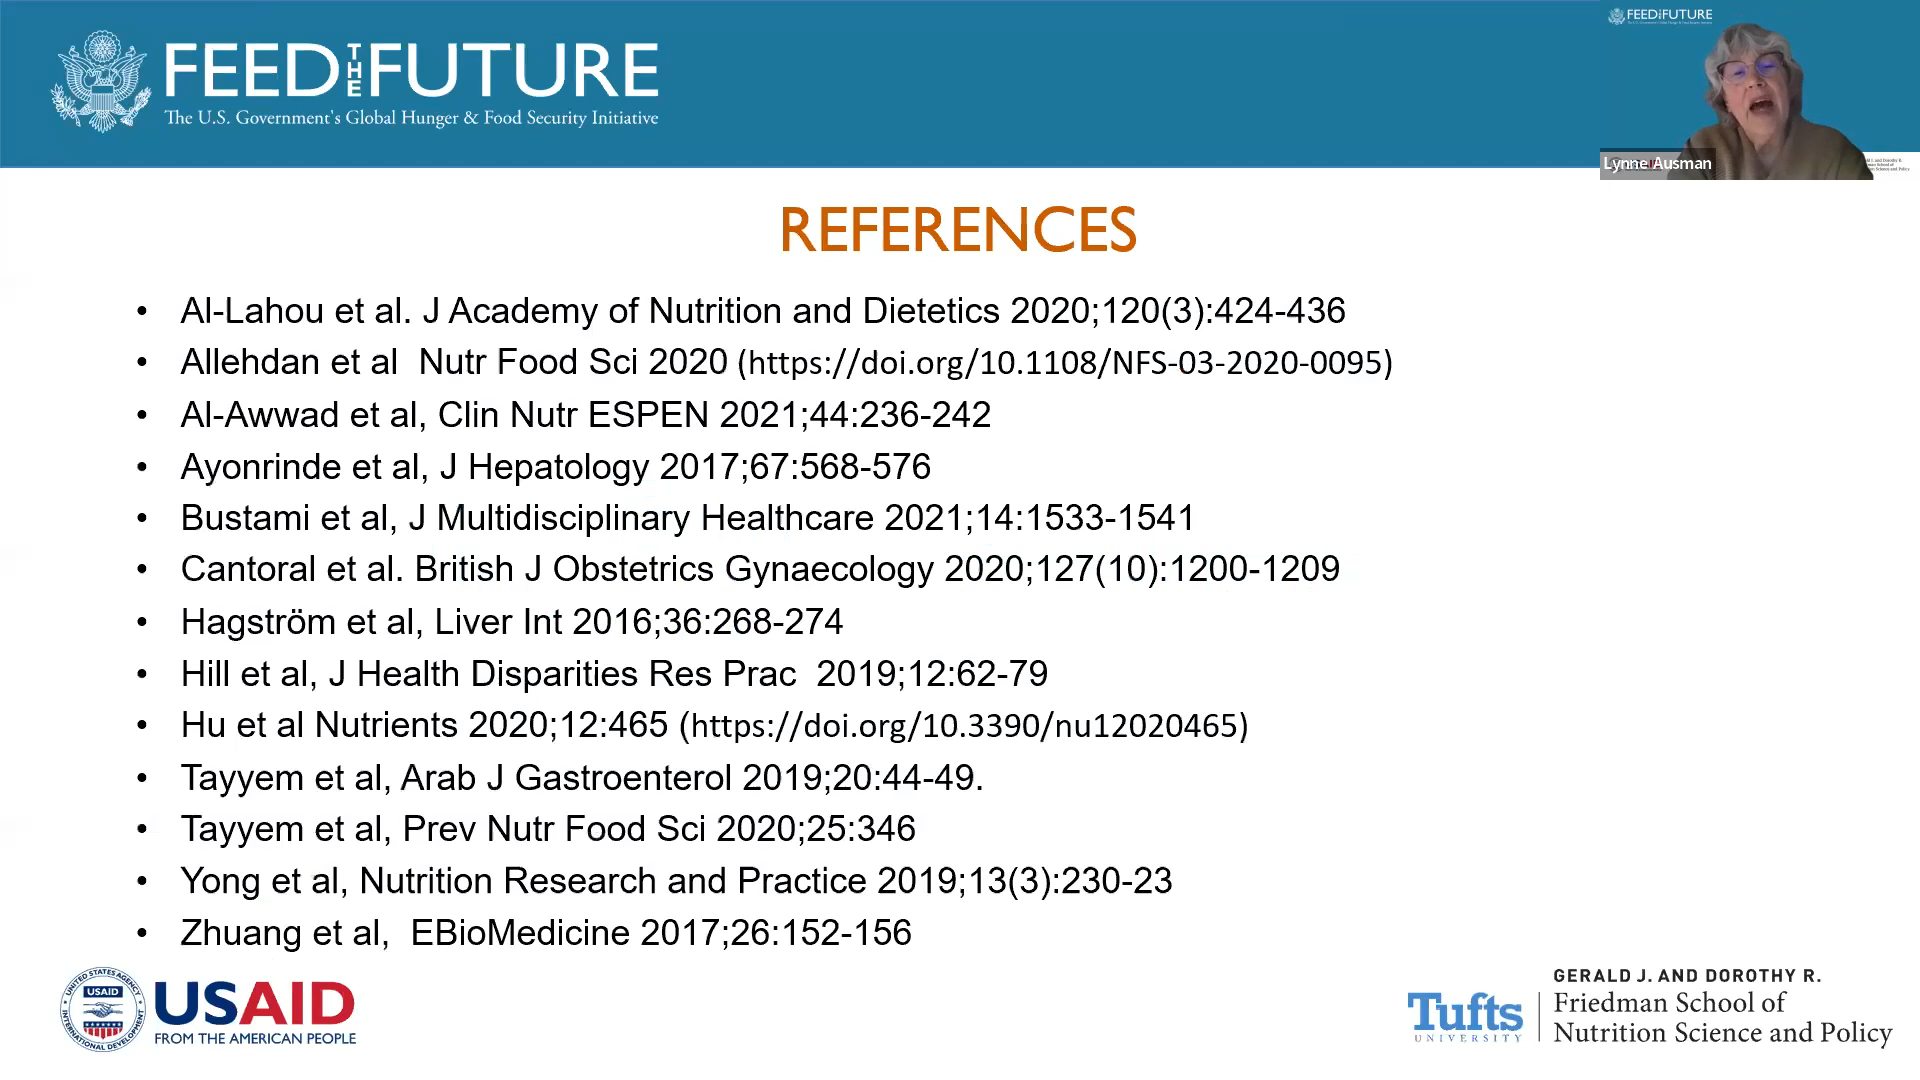 FEED THE FUTURE
The U.S. Government's Global Hunger & Food Security Initiative
FEED THE FUTURE
Lynne Ausman
REFERENCES
• Al-Lahou et al. J Academy of Nutrition and Dietetics 2020;120(3):424-436
• Allehdan et al  Nutr Food Sci 2020 (https://doi.org/10.1108/NFS-03-2020-0095)
• Al-Awwad et al, Clin Nutr ESPEN 2021;44:236-242
• Ayonrinde et al, J Hepatology 2017;67:568-576
• Bustami et al, J Multidisciplinary Healthcare 2021;14:1533-1541
• Cantoral et al. British J Obstetrics Gynaecology 2020;127(10):1200-1209
• Hagström et al, Liver Int 2016;36:268-274
• Hill et al, J Health Disparities Res Prac  2019;12:62-79
• Hu et al Nutrients 2020;12:465 (https://doi.org/10.3390/nu12020465)
• Tayyem et al, Arab J Gastroenterol 2019;20:44-49.
• Tayyem et al, Prev Nutr Food Sci 2020;25:346
• Yong et al, Nutrition Research and Practice 2019;13(3):230-23
• Zhuang et al,  EBioMedicine 2017;26:152-156
UNITED STATES AGENCY
USAID
INTERNATIONAL DEVELOPMENT
USAID
FROM THE AMERICAN PEOPLE
Tufts
UNIVERSITY
GERALD J. AND DOROTHY R.
Friedman School of
Nutrition Science and Policy